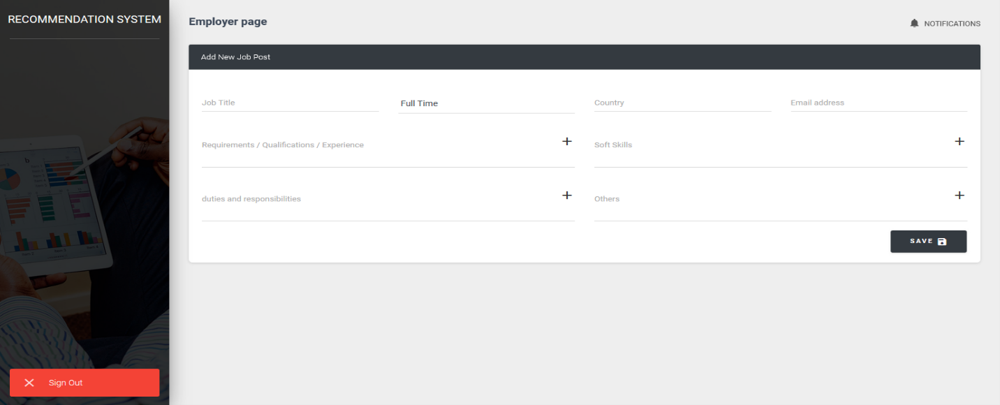 RECOMMENDATION SYSTEM
Employer page
NOTIFICATIONS
Add New Job Post
Job Title
Full Time
Country
Email address
Requirements / Qualifications / Experience
Soft Skills
duties and responsibilities
Others
SAVE
b
Sign Out